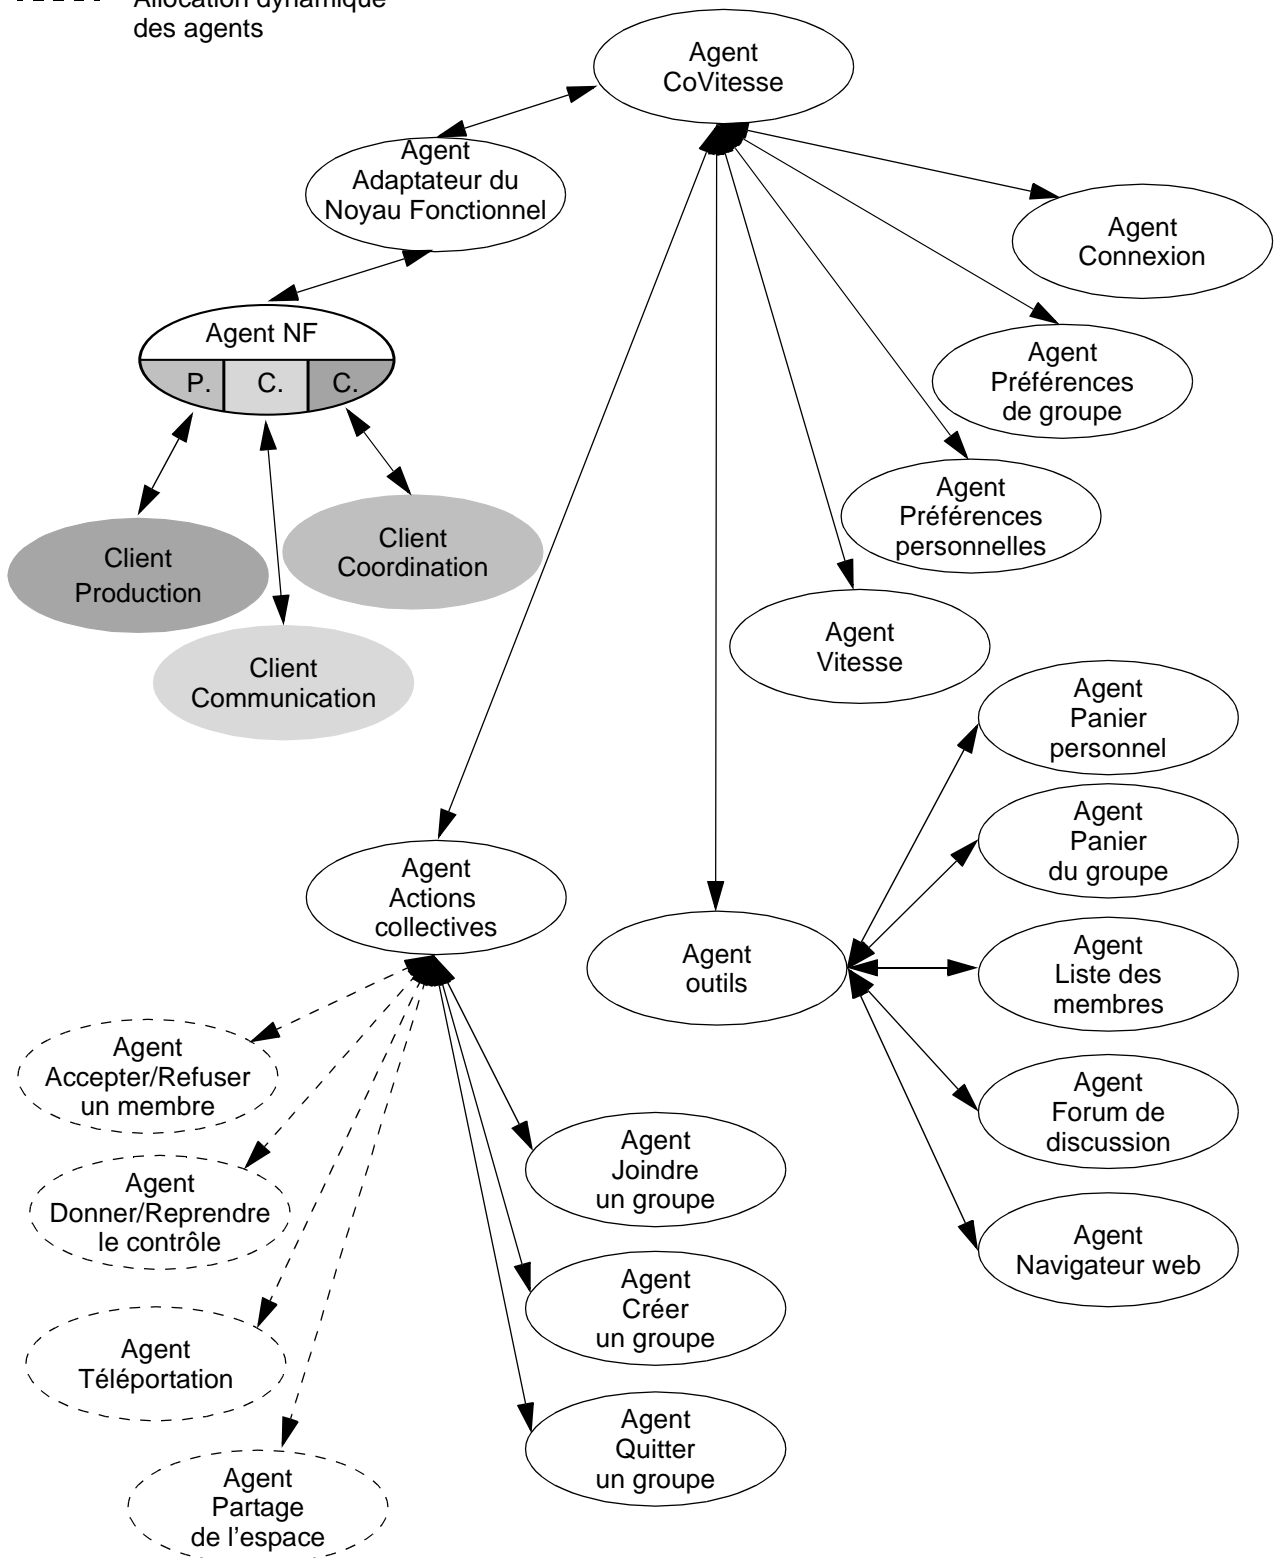 Allocation dynamique
des agents
Agent
CoVitesse
Agent
Adaptateur du
Noyau Fonctionnel
Agent
Connexion
Agent NF
P. C. C.
Agent
Préférences
de groupe
Agent
Préférences
personnelles
Client
Production
Client
Coordination
Client
Communication
Agent
Vitesse
Agent
Panier
personnel
Agent
Panier
du groupe
Agent
Actions
collectives
Agent
outils
Agent
Liste des
membres
Agent
Forum de
discussion
Agent
Navigateur web
Agent
Accepter/Refuser
un membre
Agent
Donner/Reprendre
le contrôle
Agent
Téléportation
Agent
Partage
de l'espace
Agent
Joindre
un groupe
Agent
Créer
un groupe
Agent
Quitter
un groupe